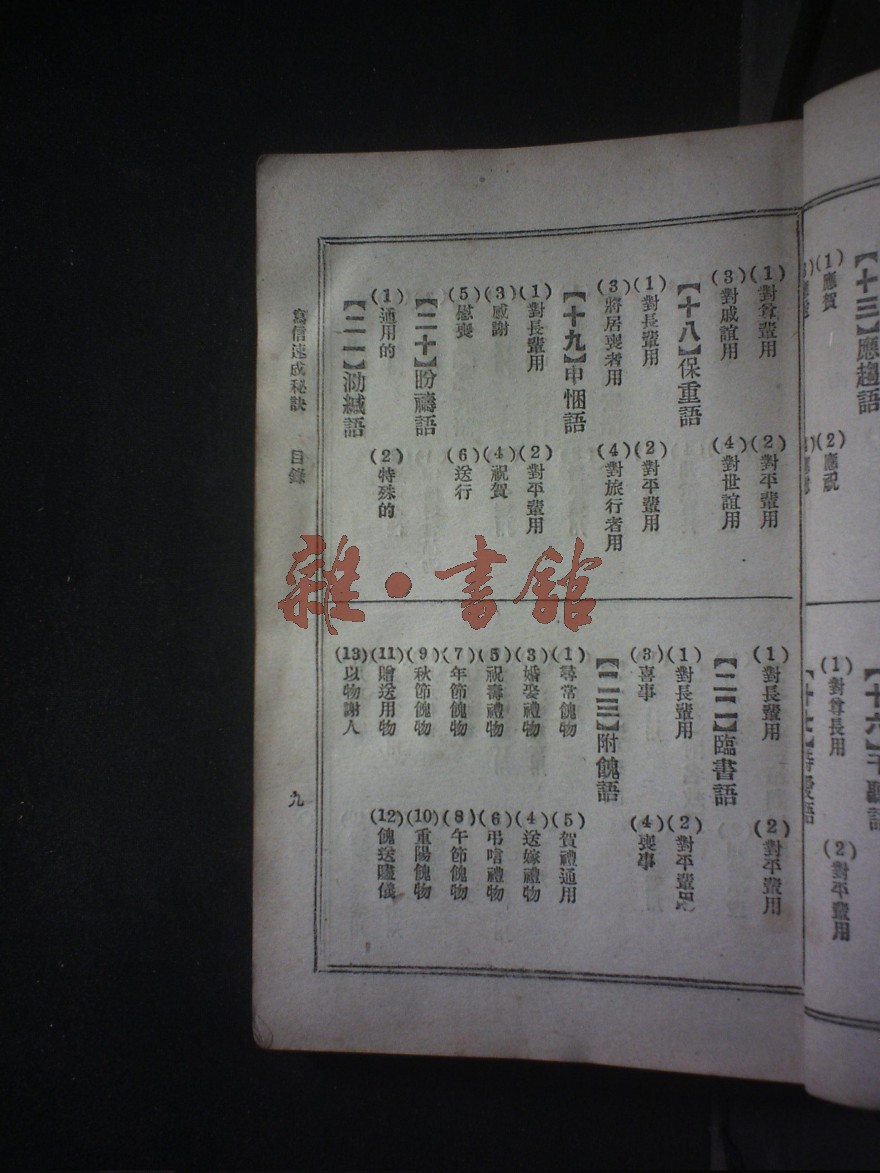 【十三】應趨語
(1)應賀
(2)應祝
(1)對尊長用
(2)對平輩用
(1)對尊輩用
(2)對平輩用
(3)對戚誼用
(4)對世誼用
【十八】保重語
(1)對長輩用
(2)對平輩用
(3)將居喪者用
(4)對旅行者用
【十九】申悃語
(1)對長輩用
(2)對平輩用
(3)感謝
(4)祝賀
(5)慰喪
(6)送行
【二十】盼禱語
(1)通用的
(2)特殊的
【二一】泐緘語
(1)對長輩用
(2)對平輩用
【二二】臨書語
(1)對長輩用
(2)對平輩用
(3)喜事
(4)喪事
【二三】附餽語
(1)尋常餽物
(5)賀禮通用
(3)婚娶禮物
(4)送嫁禮物
(5)祝壽禮物
(6)弔唁禮物
(7)年節餽物
(8)午節餽物
(9)秋節餽物
(10)重陽餽物
(11)贈送用物
(12)餽送贐儀
(13)以物謝人
寫信速成秘訣 目錄 九
雜·書館